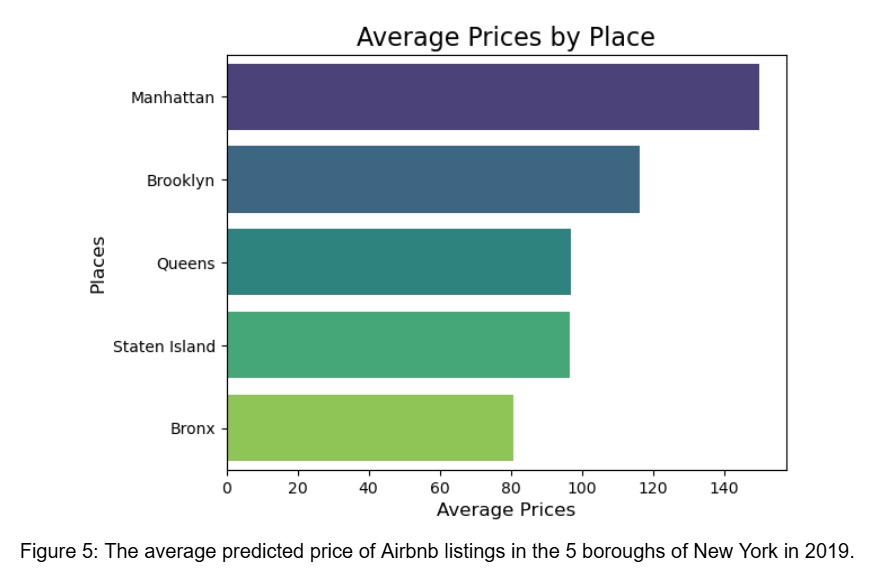 Average Prices by Place
Manhattan
Brooklyn
Queens
Staten Island
Bronx
Places
0 20 40 60 80 100 120 140
Average Prices
Figure 5: The average predicted price of Airbnb listings in the 5 boroughs of New York in 2019.